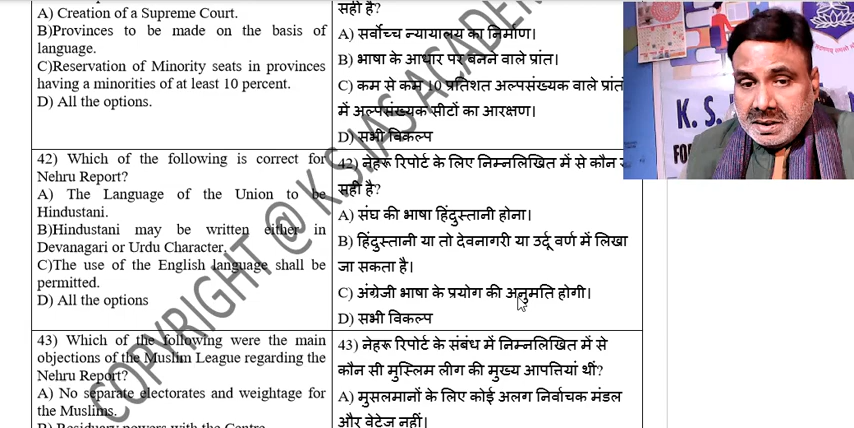 A) Creation of a Supreme Court.
B)Provinces to be made on the basis of
language.
C)Reservation of Minority seats in provinces
having a minorities of at least 10 percent.
D) All the options.
42) Which of the following is correct for
Nehru Report?
A) The Language of the Union to be
Hindustani.
B)Hindustani may be written either in
Devanagari or Urdu Character.
C)The use of the English language shall be
permitted.
D) All the options
43) Which of the following were the main
objections of the Muslim League regarding the
Nehru Report?
A) No separate electorates and weightage for
the Muslims.
B) Residuary powers with the Centre
सही है?
A) सर्वोच्च न्यायालय का निर्माण।
B) भाषा के आधार पर बनने वाले प्रांत।
C) कम से कम 10 प्रतिशत अल्पसंख्यक वाले प्रांतों
में अल्पसंख्यक सीटों का आरक्षण।
D) सभी विकल्प
42) नेहरू रिपोर्ट के लिए निम्नलिखित में से कौन
सही है?
A) संघ की भाषा हिंदुस्तानी होना।
B) हिंदुस्तानी या तो देवनागरी या उर्दू वर्ण में लिखा
जा सकता है।
C) अंग्रेजी भाषा के प्रयोग की अनुमति होगी।
D) सभी विकल्प
43) नेहरू रिपोर्ट के संबंध में निम्नलिखित में से
कौन सी मुस्लिम लीग की मुख्य आपत्तियां थीं?
A) मुसलमानों के लिए कोई अलग निर्वाचक मंडल
और वेटेज नहीं।
COPYRIGHT @ K S IAS ACADEM
K. S.
FO